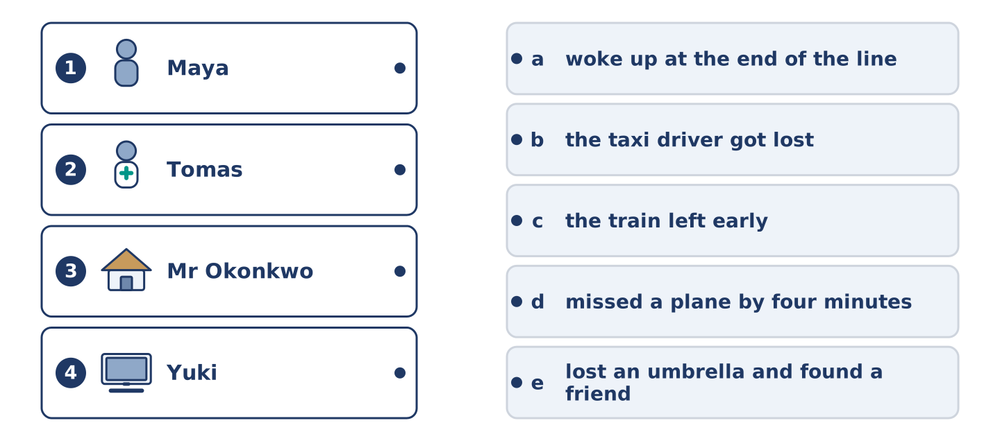 1 Maya
2 Tomas
3 Mr Okonkwo
4 Yuki
a woke up at the end of the line
b the taxi driver got lost
c the train left early
d missed a plane by four minutes
e lost an umbrella and found a
friend